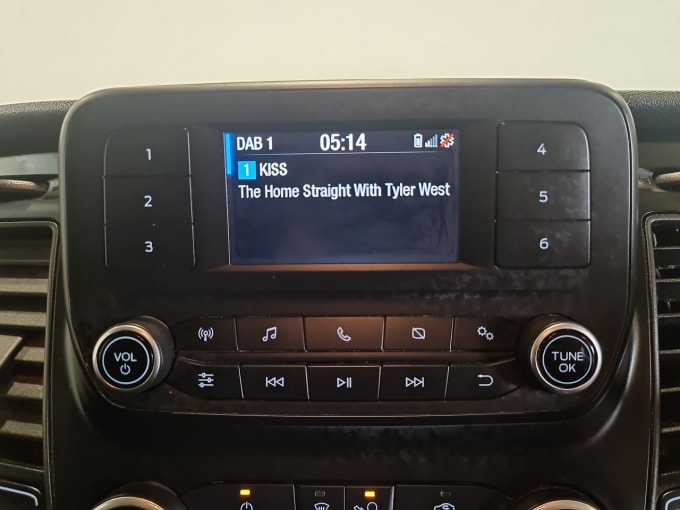 DAB 1 05:14
1 KISS
The Home Straight With Tyler West
1
2
3
4
5
6
VOL
TUNE
OK